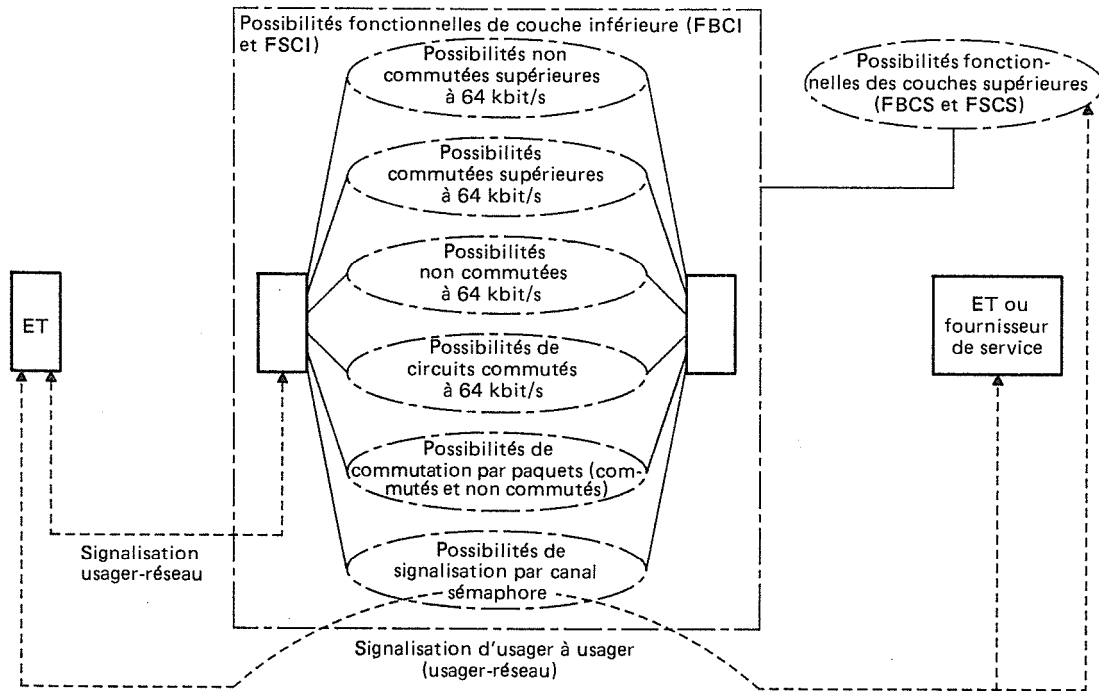 Possibilités fonctionnelles de couche inférieure (FBCI
et FSCI)
Possibilités non
commutées supérieures
à 64 kbit/s
Possibilités fonction-
nelles des couches supérieures
(FBCS et FSCS)
Possibilités
commutées supérieures
à 64 kbit/s
Possibilités
non commutées
à 64 kbit/s
ET
ET ou
fournisseur
de service
Possibilités de
circuits commutés
à 64 kbit/s
Possibilités de
commutation par paquets (com-
mutés et non commutés)
Signalisation
usager-réseau
Possibilités de
signalisation par canal
sémaphore
Signalisation d'usager à usager
(usager-réseau)